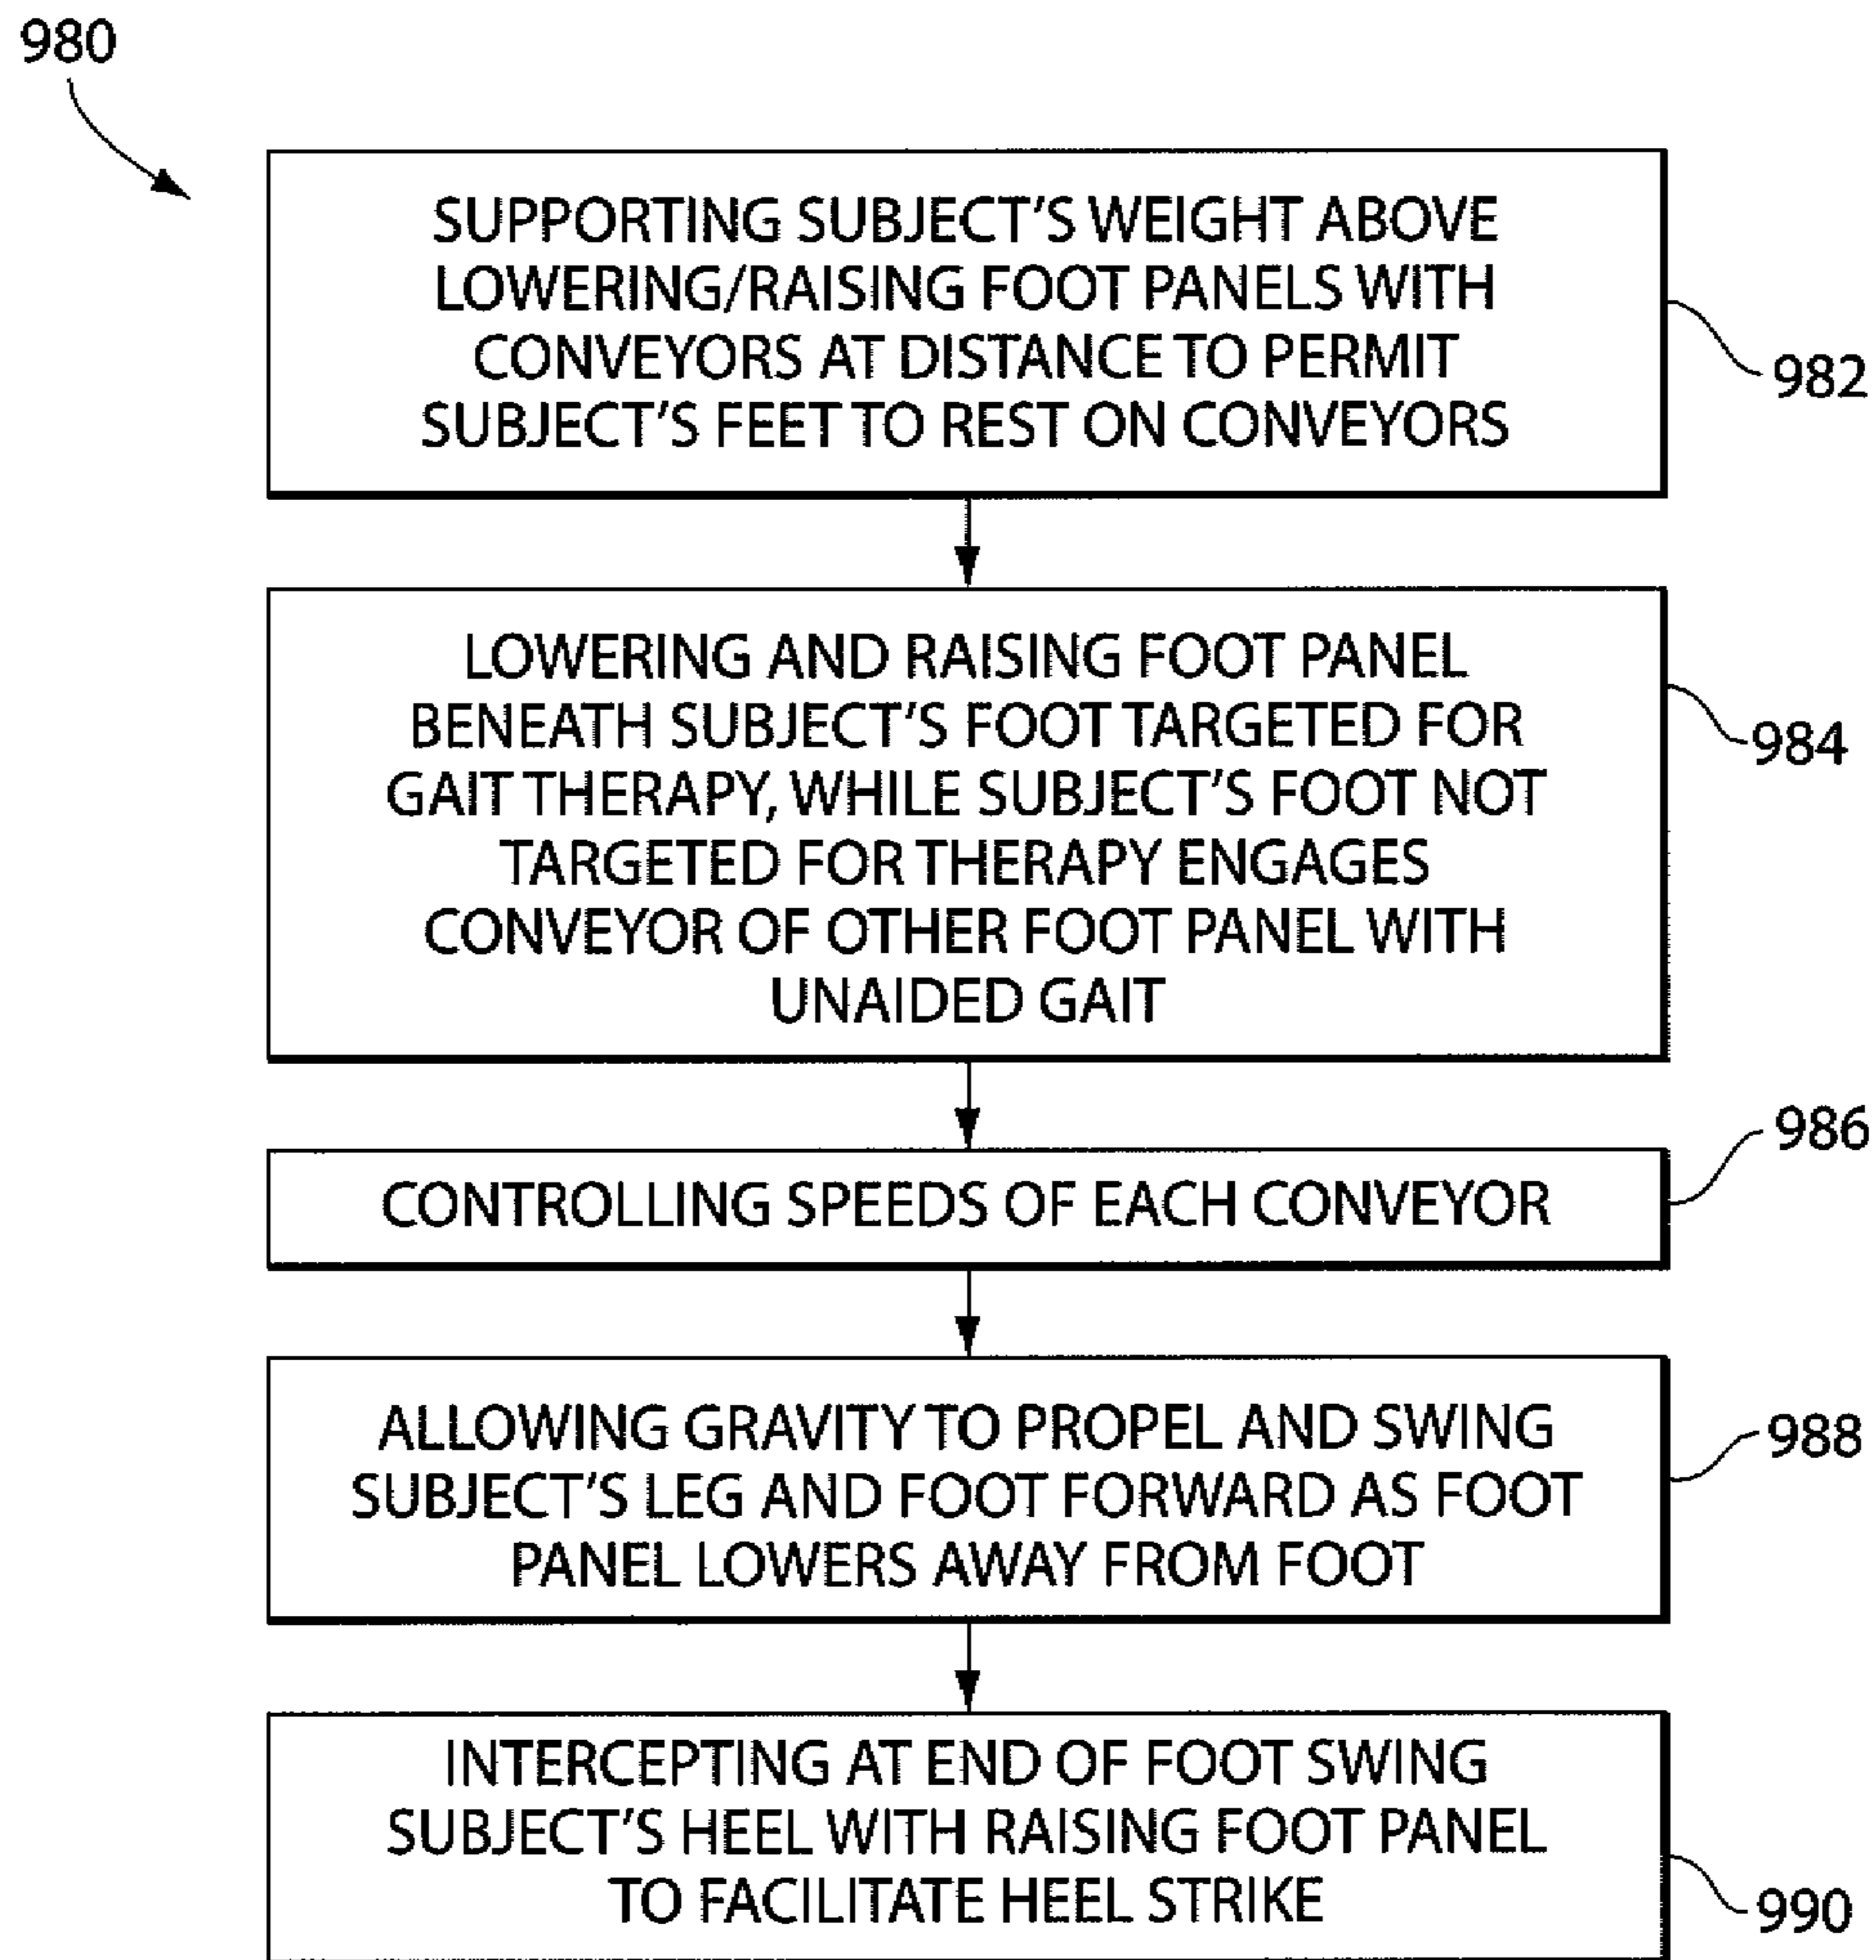 980
SUPPORTING SUBJECT'S WEIGHT ABOVE
LOWERING/RAISING FOOT PANELS WITH
CONVEYORS AT DISTANCE TO PERMIT
SUBJECT'S FEET TO REST ON CONVEYORS
982
LOWERING AND RAISING FOOT PANEL
BENEATH SUBJECT'S FOOT TARGETED FOR
GAIT THERAPY, WHILE SUBJECT'S FOOT NOT
TARGETED FOR THERAPY ENGAGES
CONVEYOR OF OTHER FOOT PANEL WITH
UNAIDED GAIT
984
CONTROLLING SPEEDS OF EACH CONVEYOR
986
ALLOWING GRAVITY TO PROPEL AND SWING
SUBJECT'S LEG AND FOOT FORWARD AS FOOT
PANEL LOWERS AWAY FROM FOOT
988
INTERCEPTING AT END OF FOOT SWING
SUBJECT'S HEEL WITH RAISING FOOT PANEL
TO FACILITATE HEEL STRIKE
990